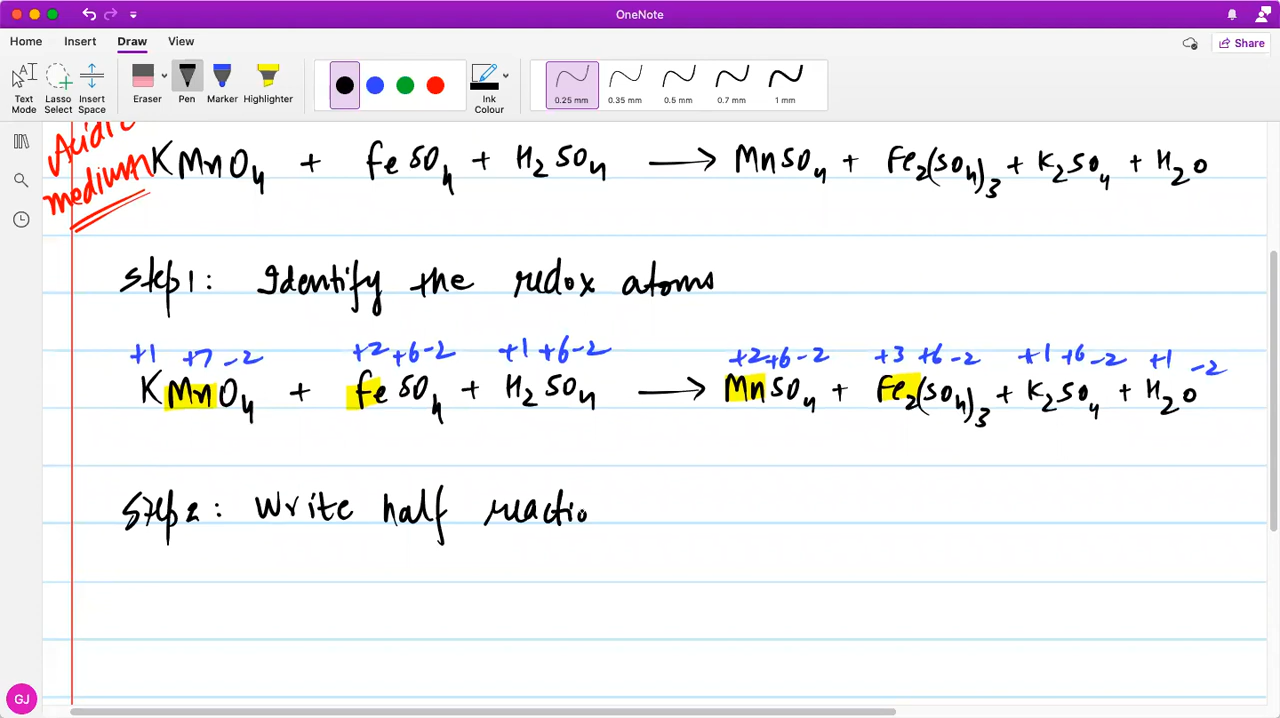 OneNote
Home Insert Draw View
Share
Text Mode
Lasso Select
Insert Space
Eraser
Pen
Marker
Highlighter
Ink Colour
0.25 mm
0.35 mm
0.5 mm
0.7 mm
1 mm
Acidic
medium
KMnO4 + FeSO4 + H2SO4 ⟶ MnSO4 + Fe2(SO4)3 + K2SO4 + H2O
Step1: Identify the redox atoms
+1 +7 -2 +2 +6 -2 +1 +6 -2 +2 +6 -2 +3 +6 -2 +1 +6 -2 +1 -2
KMnO4 + FeSO4 + H2SO4 ⟶ MnSO4 + Fe2(SO4)3 + K2SO4 + H2O
Step2: Write half reactio
GJ